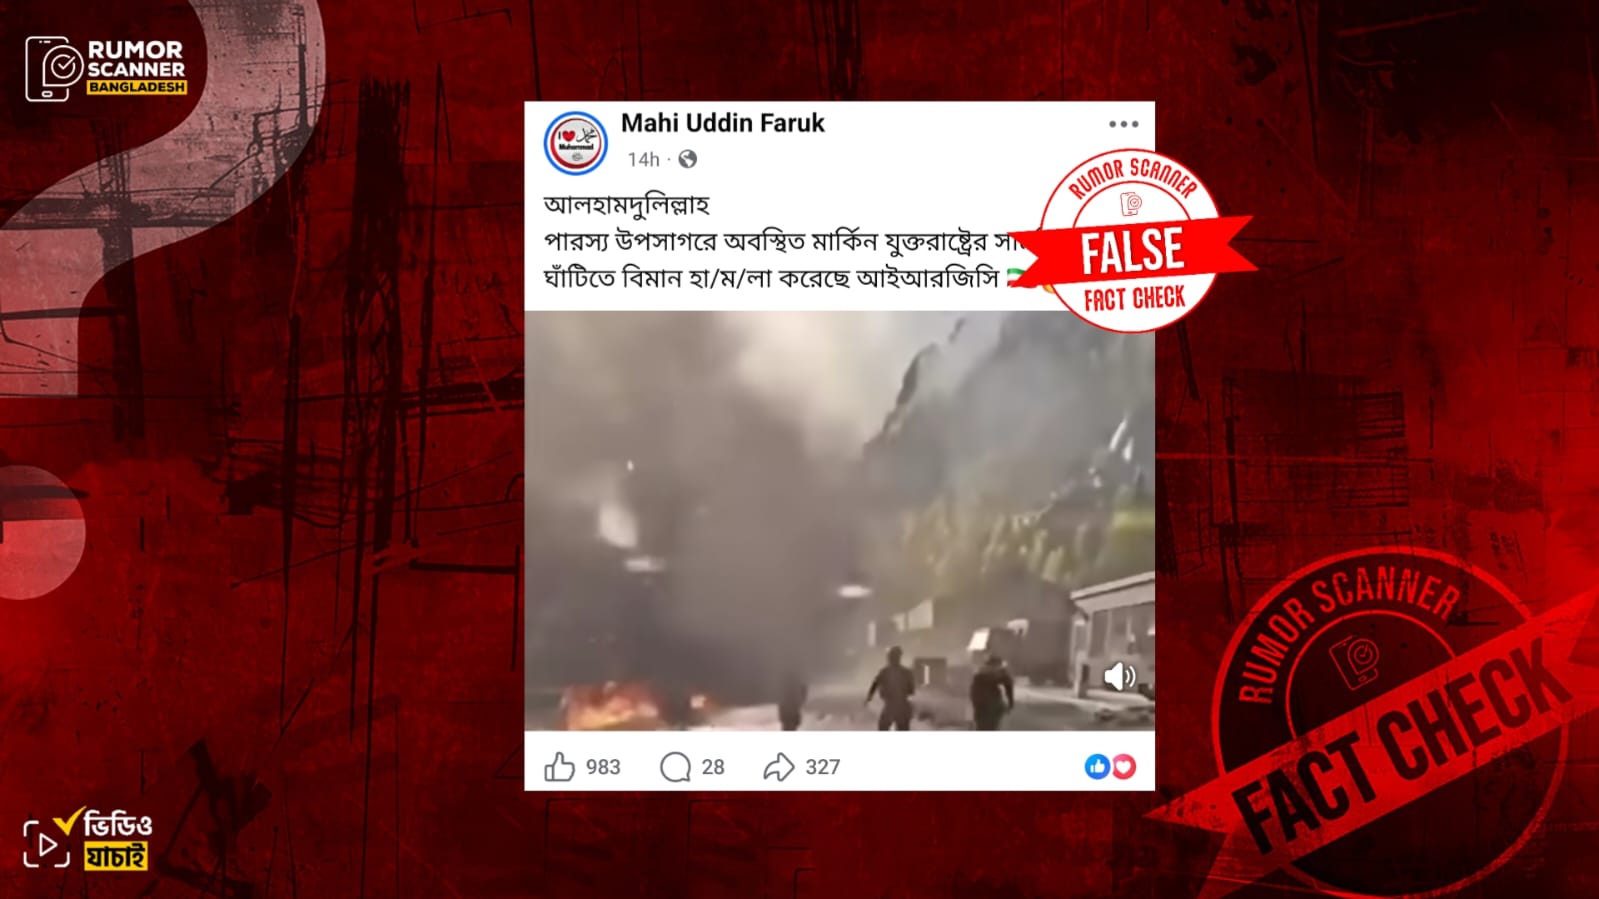 RUMOR
SCANNER
BANGLADESH
Mahi Uddin Faruk
I Muhammad
14h
আলহামদুলিল্লাহ
পারস্য উপসাগরে অবস্থিত মার্কিন যুক্তরাষ্ট্রের
ঘাঁটিতে বিমান হা/ম/লা করেছে আইআরজিসি
RUMOR SCANNER
FALSE
FACT CHECK
983
28
327
RUMOR SCANNER
FACT CHECK
ভিডিও
যাচাই